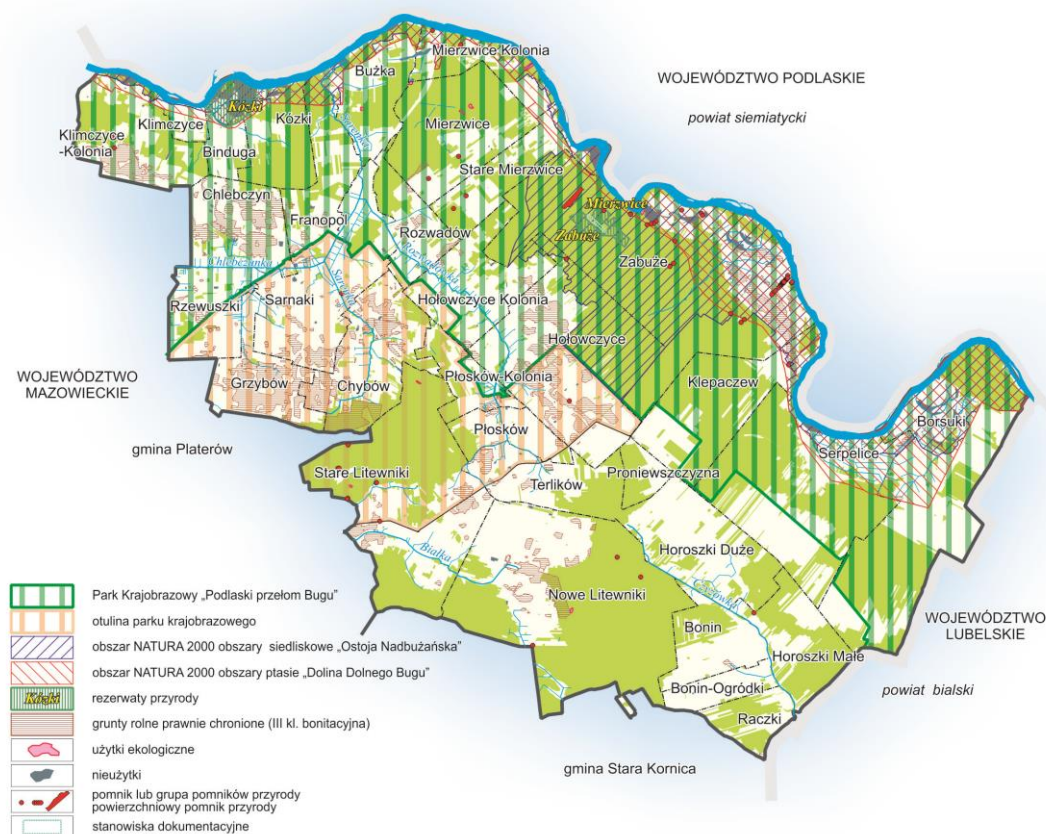 Mierzwice-Kolonia
Bużka
WOJEWÓDZTWO PODLASKIE
powiat siemiatycki
Kózki
Kózki
Klimczyce
Klimczyce
-Kolonia
Binduga
Sarenka
Mierzwice
Stare Mierzwice
Chlebczyn
Franopol
Mierzwice
Rozwadów
Zabuże
Zabuże
Chlebczanka
Sarenka
Rzewuszki
Sarnaki
Hołowczyce Kolonia
Hołowczyce
WOJEWÓDZTWO
MAZOWIECKIE
Grzybów
Chybów
Płosków-Kolonia
Klepaczew
gmina Platerów
Płosków
Borsuki
Serpelice
Stare Litewniki
Terlików
Proniewszczyzna
Białka
Horoszki Duże
Nowe Litewniki
Bonin
WOJEWÓDZTWO
LUBELSKIE
Horoszki Małe
Bonin-Ogródki
powiat bialski
Raczki
gmina Stara Kornica
Park Krajobrazowy „Podlaski przełom Bugu”
otulina parku krajobrazowego
obszar NATURA 2000 obszary siedliskowe „Ostoja Nadbużańska”
obszar NATURA 2000 obszary ptasie „Dolina Dolnego Bugu”
Kózki rezerwaty przyrody
grunty rolne prawnie chronione (III kl. bonitacyjna)
użytki ekologiczne
nieużytki
pomnik lub grupa pomników przyrody
powierzchniowy pomnik przyrody
stanowiska dokumentacyjne